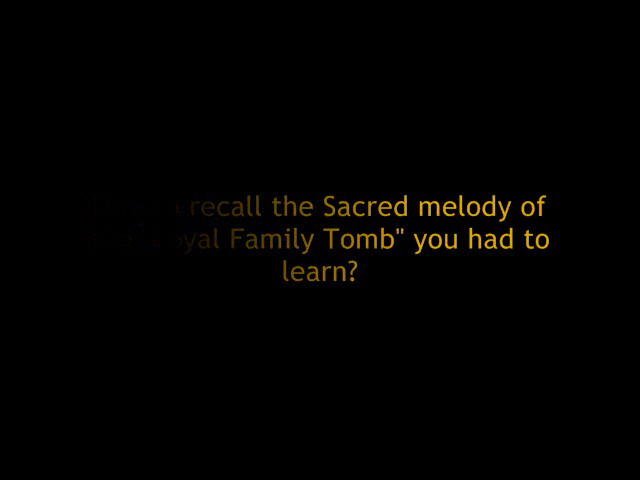 recall the Sacred melody of
Family Tomb" you had to
learn?